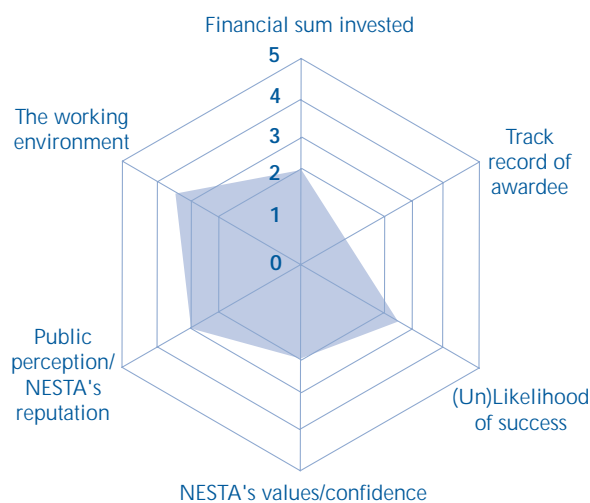 Financial sum invested
5
4
3
2
1
0
The working
environment
Track
record of
awardee
Public
perception/
NESTA's
reputation
(Un)Likelihood
of success
NESTA's values/confidence